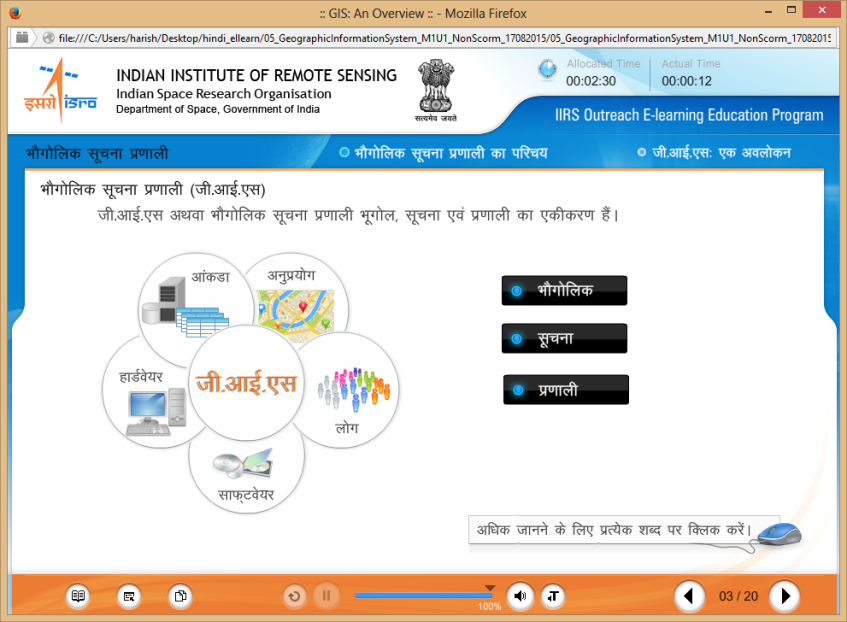 :: GIS: An Overview :: - Mozilla Firefox
file:///C:/Users/harish/Desktop/hindi_ellearn/05_GeographicInformationSystem_M1U1_NonScorm_17082015/05_GeographicInformationSystem_M1U1_NonScorm_17082015
इसरो isro
INDIAN INSTITUTE OF REMOTE SENSING
Indian Space Research Organisation
Department of Space, Government of India
सत्यमेव जयते
Allocated Time
00:02:30
Actual Time
00:00:12
IIRS Outreach E-learning Education Program
भौगोलिक सूचना प्रणाली
भौगोलिक सूचना प्रणाली का परिचय
जी.आई.एस: एक अवलोकन
भौगोलिक सूचना प्रणाली (जी.आई.एस)
जी.आई.एस अथवा भौगोलिक सूचना प्रणाली भूगोल, सूचना एवं प्रणाली का एकीकरण हैं।
आंकडा
अनुप्रयोग
हार्डवेयर
जी.आई.एस
लोग
साफ्टवेयर
भौगोलिक
सूचना
प्रणाली
अधिक जानने के लिए प्रत्येक शब्द पर क्लिक करें।
100%
T
03 / 20